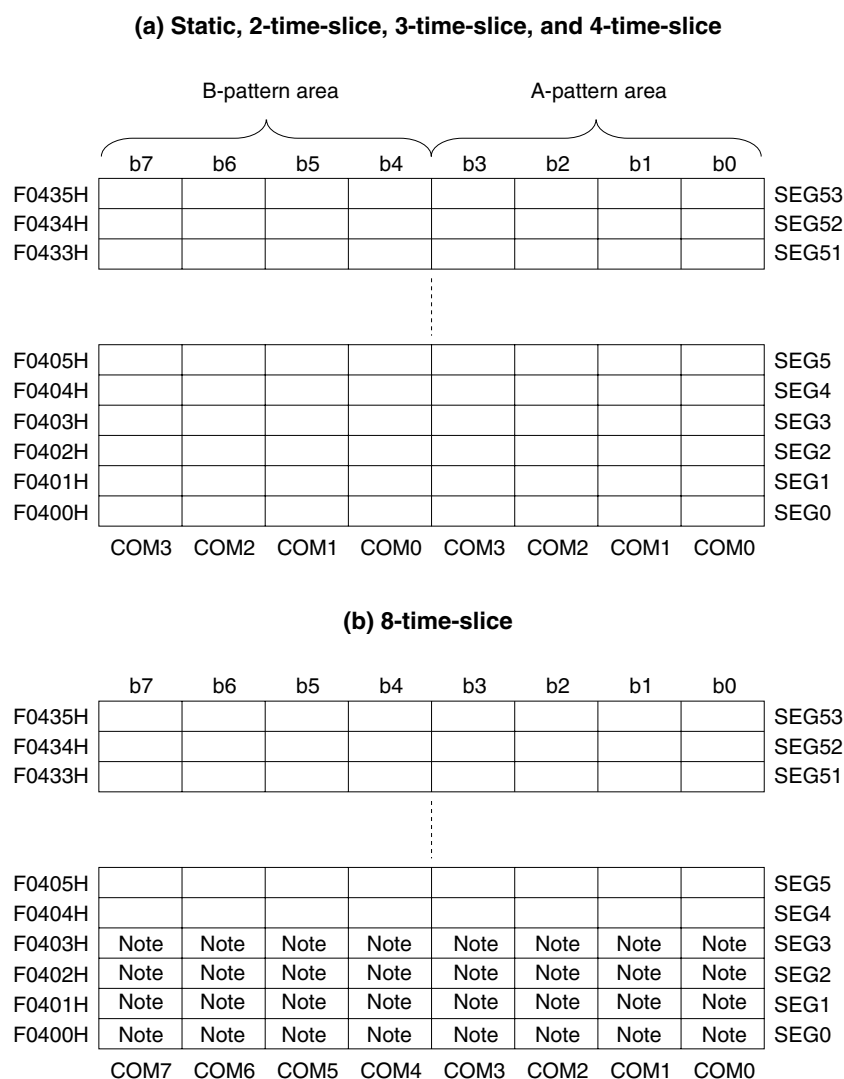 (a) Static, 2-time-slice, 3-time-slice, and 4-time-slice
B-pattern area A-pattern area
b7 b6 b5 b4 b3 b2 b1 b0
F0435H SEG53
F0434H SEG52
F0433H SEG51
F0405H SEG5
F0404H SEG4
F0403H SEG3
F0402H SEG2
F0401H SEG1
F0400H SEG0
COM3 COM2 COM1 COM0 COM3 COM2 COM1 COM0
(b) 8-time-slice
b7 b6 b5 b4 b3 b2 b1 b0
F0435H SEG53
F0434H SEG52
F0433H SEG51
F0405H SEG5
F0404H SEG4
F0403H Note Note Note Note Note Note Note Note SEG3
F0402H Note Note Note Note Note Note Note Note SEG2
F0401H Note Note Note Note Note Note Note Note SEG1
F0400H Note Note Note Note Note Note Note Note SEG0
COM7 COM6 COM5 COM4 COM3 COM2 COM1 COM0